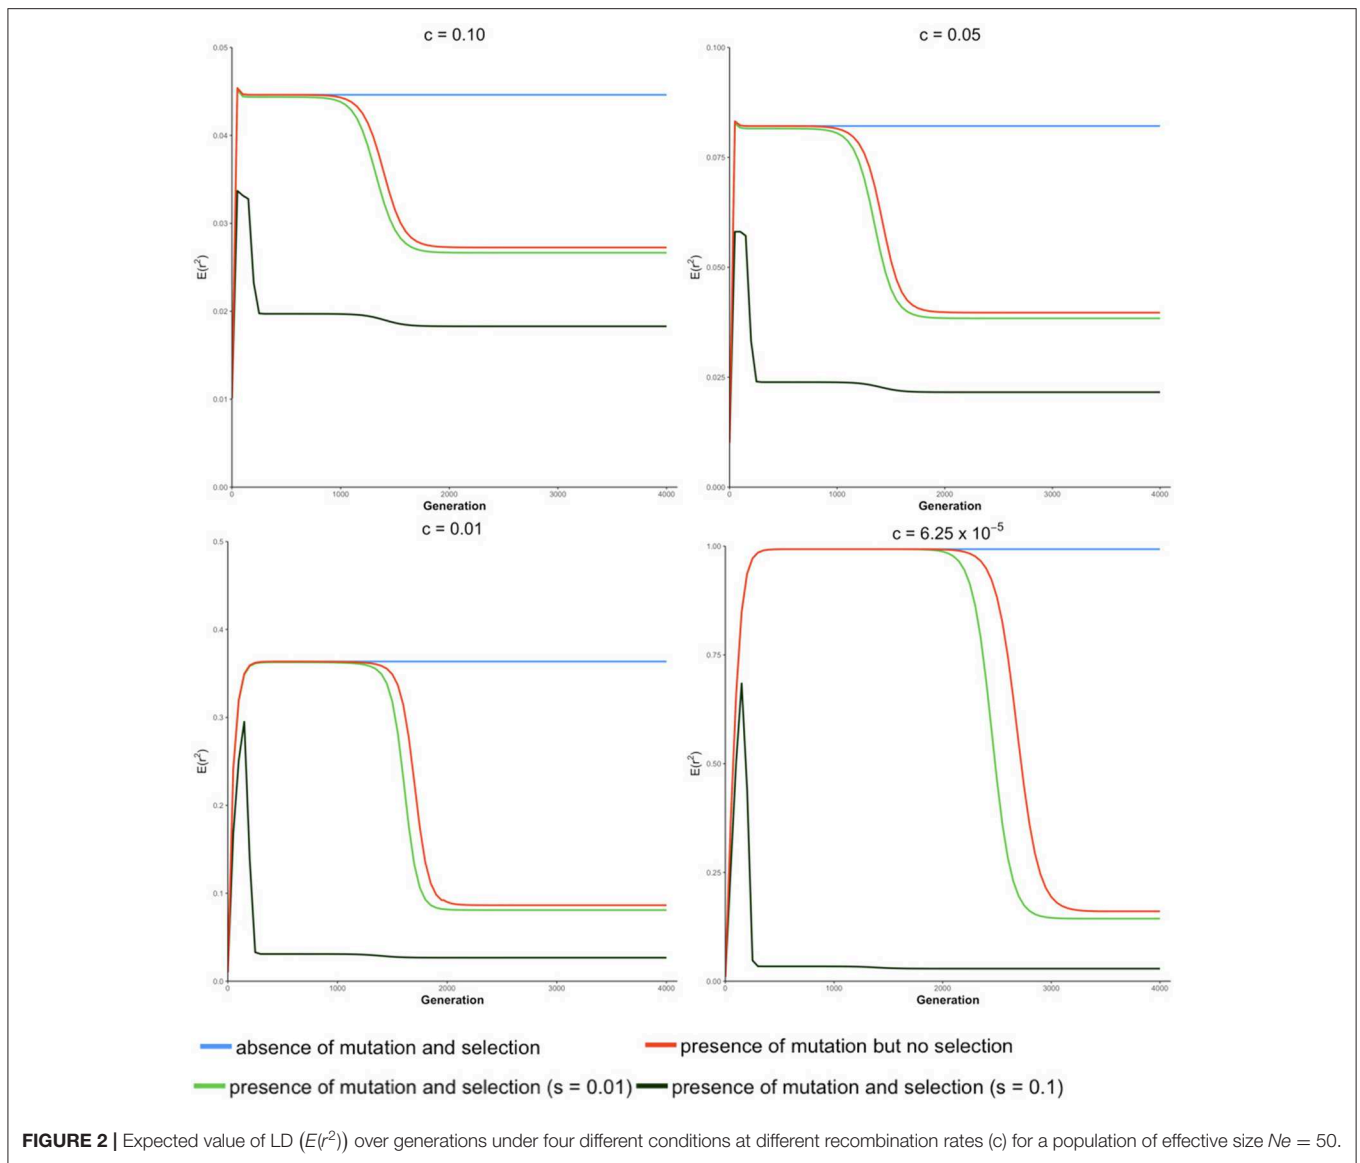 c = 0.10
0.05
0.04
0.03
0.02
0.01
0.00
E(r²)
0
1000
2000
3000
4000
Generation
c = 0.05
0.100
0.075
0.050
0.025
0.000
E(r²)
0
1000
2000
3000
4000
Generation
c = 0.01
0.5
0.4
0.3
0.2
0.1
0.0
E(r²)
0
1000
2000
3000
4000
Generation
c = 6.25 x 10⁻⁵
1.00
0.75
0.50
0.25
0.00
E(r²)
0
1000
2000
3000
4000
Generation
absence of mutation and selection
presence of mutation but no selection
presence of mutation and selection (s = 0.01)
presence of mutation and selection (s = 0.1)
FIGURE 2 | Expected value of LD (E(r²)) over generations under four different conditions at different recombination rates (c) for a population of effective size Ne = 50.